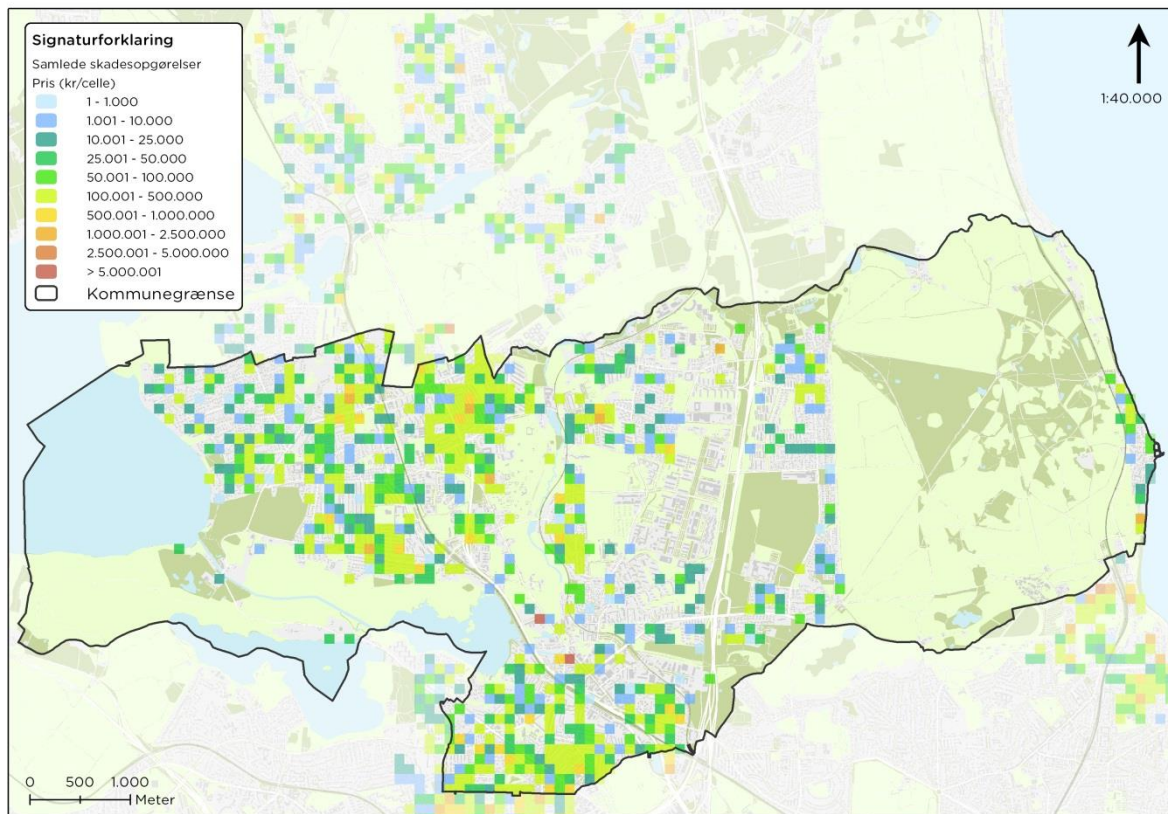 Signaturforklaring
Samlede skadesopgørelser
Pris (kr/celle)
1 - 1.000
1.001 - 10.000
10.001 - 25.000
25.001 - 50.000
50.001 - 100.000
100.001 - 500.000
500.001 - 1.000.000
1.000.001 - 2.500.000
2.500.001 - 5.000.000
> 5.000.001
Kommunegrænse
1:40.000
0 500 1.000
Meter